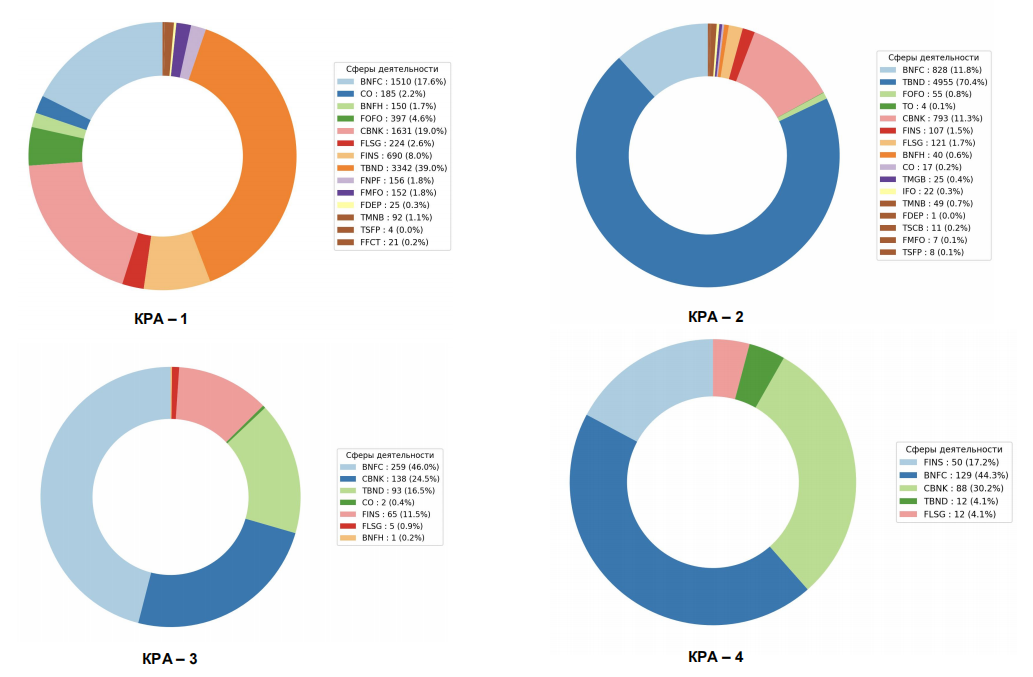 Сферы деятельности
BNFC : 1510 (17.6%)
CO : 185 (2.2%)
BNFH : 150 (1.7%)
FOFO : 397 (4.6%)
CBNK : 1631 (19.0%)
FLSG : 224 (2.6%)
FINS : 690 (8.0%)
TBND : 3342 (39.0%)
FNPF : 156 (1.8%)
FMFO : 152 (1.8%)
FDEP : 25 (0.3%)
TMNB : 92 (1.1%)
TSFP : 4 (0.0%)
FFCT : 21 (0.2%)
КРА – 1
Сферы деятельности
BNFC : 828 (11.8%)
TBND : 4955 (70.4%)
FOFO : 55 (0.8%)
TO : 4 (0.1%)
CBNK : 793 (11.3%)
FINS : 107 (1.5%)
FLSG : 121 (1.7%)
BNFH : 40 (0.6%)
CO : 17 (0.2%)
TMGB : 25 (0.4%)
IFO : 22 (0.3%)
TMNB : 49 (0.7%)
FDEP : 1 (0.0%)
TSCB : 11 (0.2%)
FMFO : 7 (0.1%)
TSFP : 8 (0.1%)
КРА – 2
Сферы деятельности
BNFC : 259 (46.0%)
CBNK : 138 (24.5%)
TBND : 93 (16.5%)
CO : 2 (0.4%)
FINS : 65 (11.5%)
FLSG : 5 (0.9%)
BNFH : 1 (0.2%)
КРА – 3
Сферы деятельности
FINS : 50 (17.2%)
BNFC : 129 (44.3%)
CBNK : 88 (30.2%)
TBND : 12 (4.1%)
FLSG : 12 (4.1%)
КРА – 4